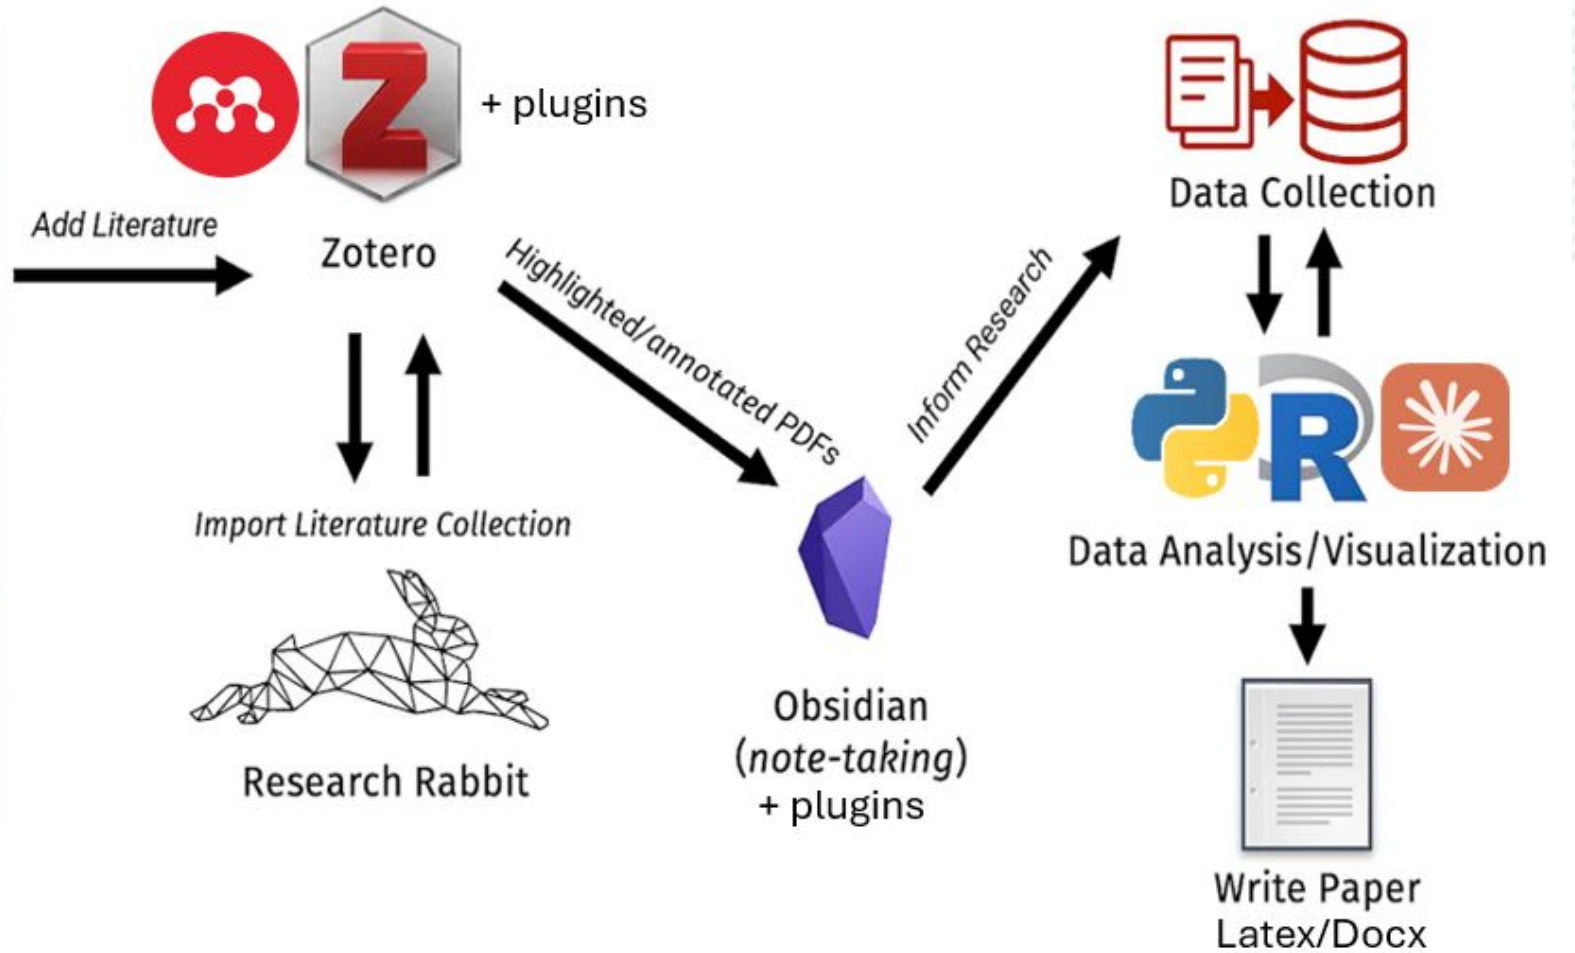 + plugins
Add Literature
Zotero
Highlighted/annotated PDFs
Import Literature Collection
Research Rabbit
Obsidian
(note-taking)
+ plugins
Inform Research
Data Collection
Data Analysis/Visualization
Write Paper
Latex/Docx